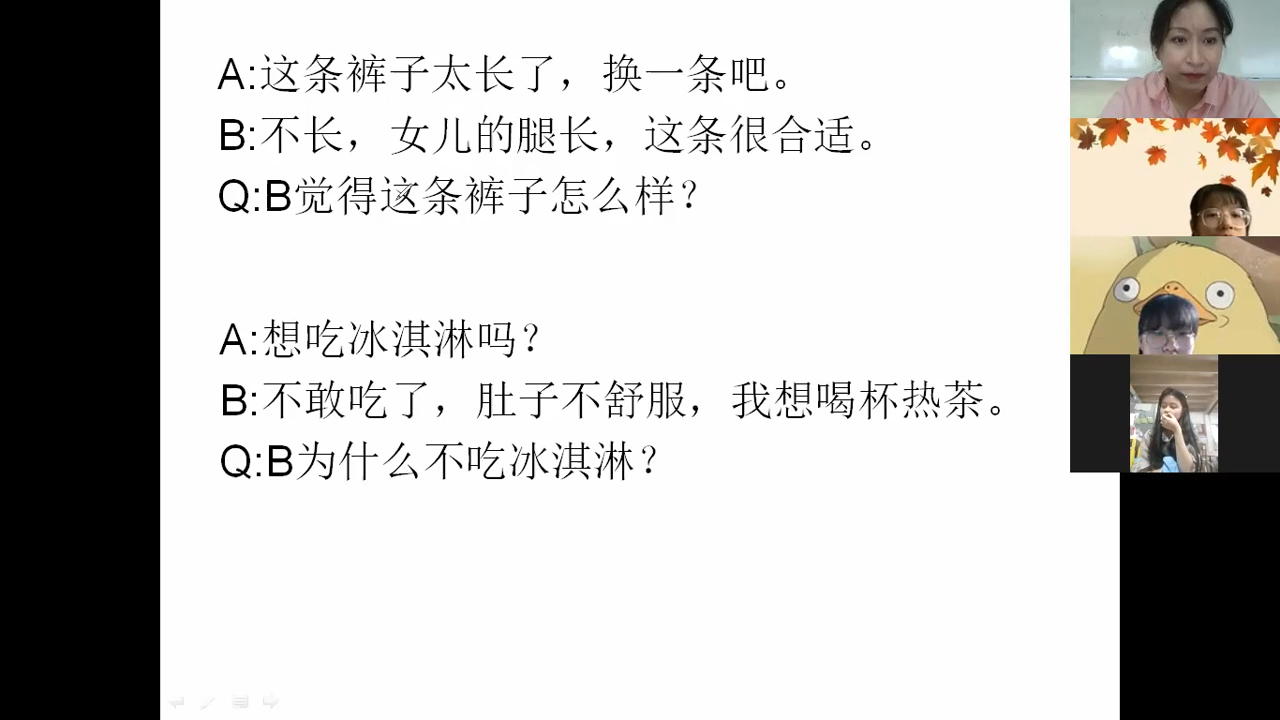 A:这条裤子太长了，换一条吧。
B:不长，女儿的腿长，这条很合适。
Q:B觉得这条裤子怎么样？
A:想吃冰淇淋吗？
B:不敢吃了，肚子不舒服，我想喝杯热茶。
Q:B为什么不吃冰淇淋？